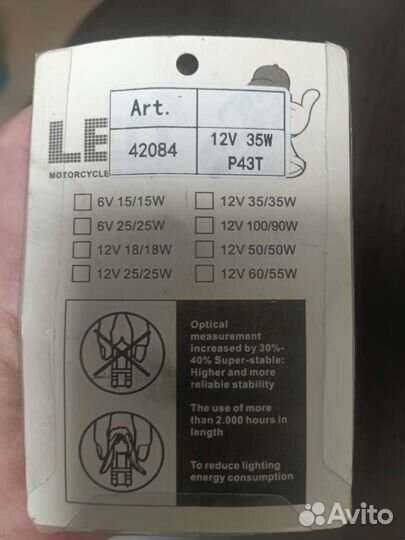 Art.
42084
12V 35W
P43T
LE
MOTORCYCLE
6V 15/15W
12V 35/35W
6V 25/25W
12V 100/90W
12V 18/18W
12V 50/50W
12V 25/25W
12V 60/55W
Optical
measurement
increased by 30%-
40% Super-stable:
Higher and more
reliable stability
The use of more
than 2.000 hours in
length
To reduce lighting
energy consumption
Avito